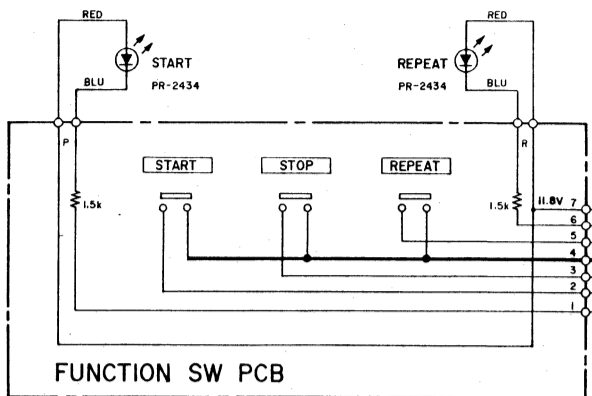 RED
RED
START
REPEAT
BLU
PR-2434
PR-2434
BLU
P
R
START
STOP
REPEAT
1.5k
1.5k
11.8V
7
6
5
4
3
2
1
FUNCTION SW PCB